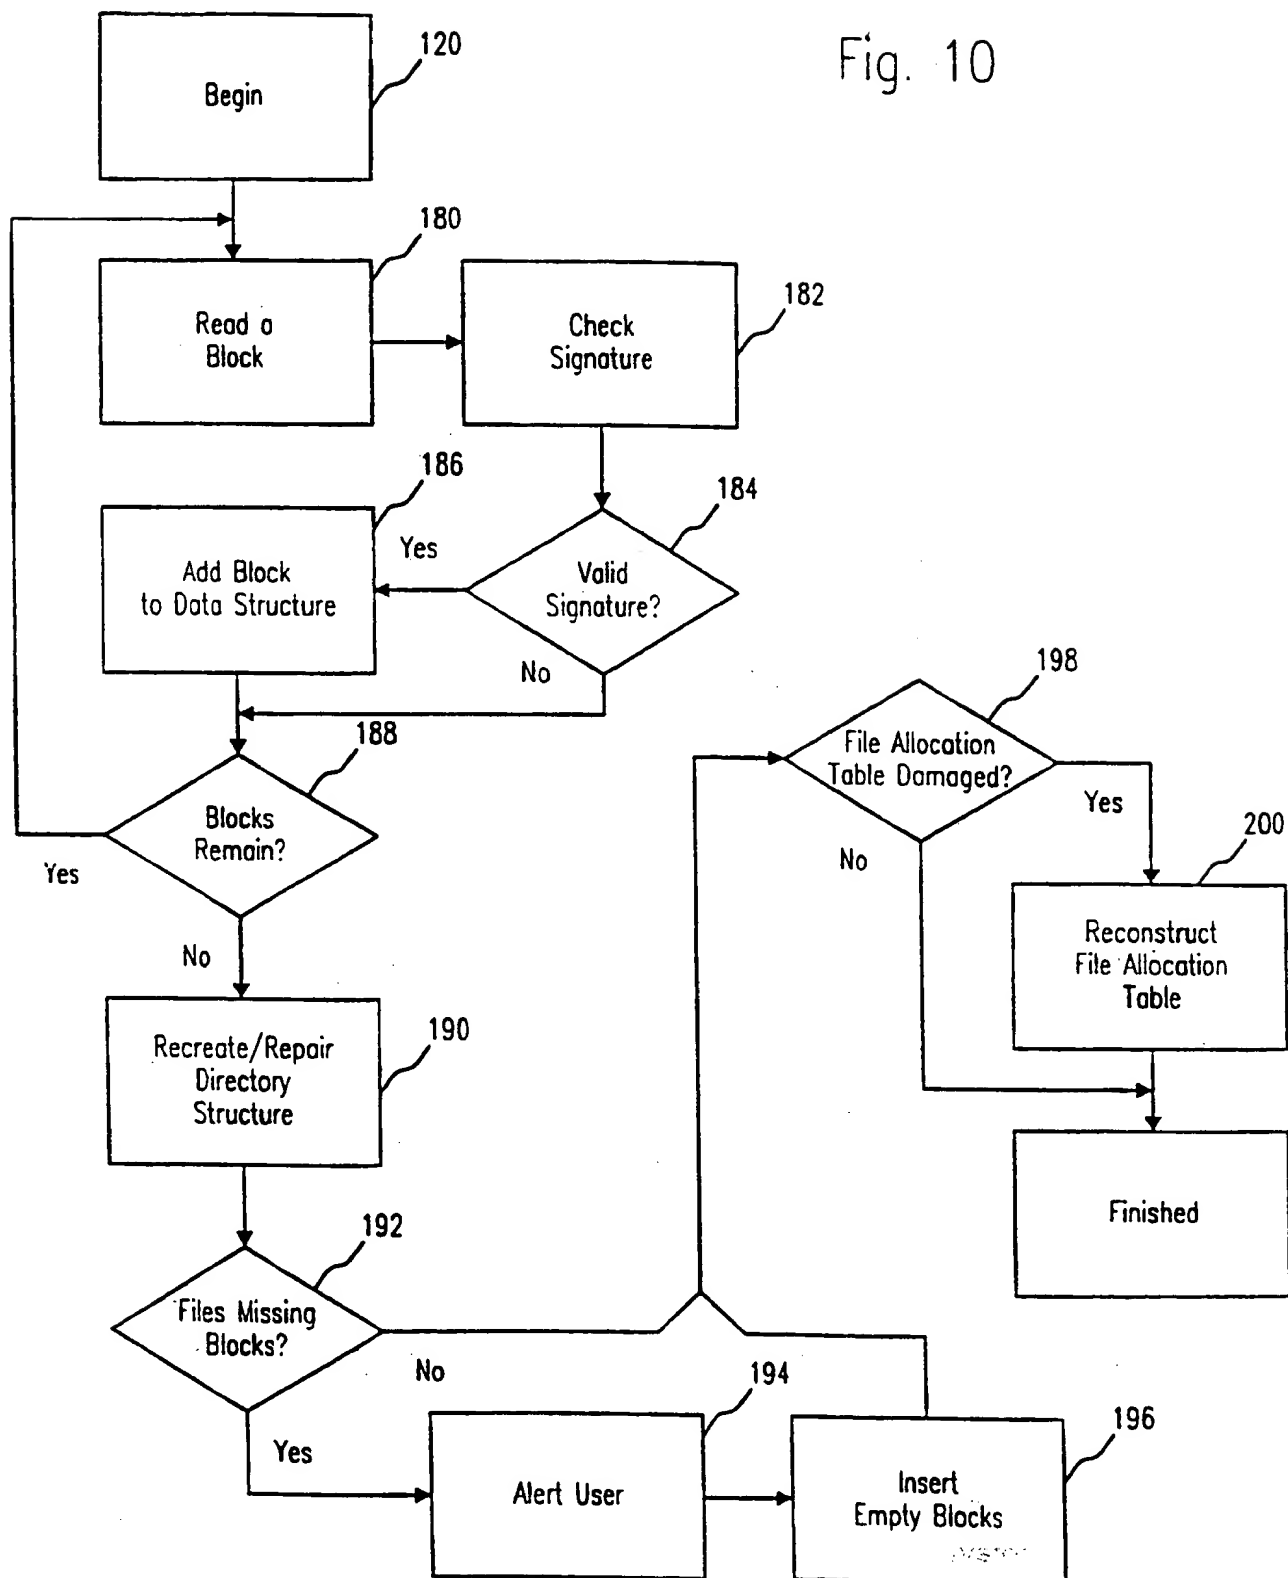 Fig. 10
120
Begin
180
Read a
Block
182
Check
Signature
184
Valid
Signature?
Yes
No
186
Add Block
to Data Structure
188
Blocks
Remain?
Yes
No
190
Recreate/Repair
Directory
Structure
192
Files Missing
Blocks?
No
Yes
194
Alert User
196
Insert
Empty Blocks
198
File Allocation
Table Damaged?
Yes
No
200
Reconstruct
File Allocation
Table
Finished